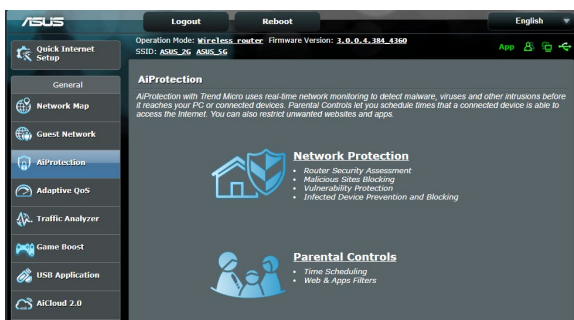 ASUS
Logout
Reboot
English
Quick Internet
Setup
Operation Mode: Wireless router Firmware Version: 3.0.0.4.384_4360
SSID: ASUS_2G ASUS_5G
App
General
Network Map
Guest Network
AiProtection
Adaptive QoS
Traffic Analyzer
Game Boost
USB Application
AiCloud 2.0
AiProtection
AiProtection with Trend Micro uses real-time network monitoring to detect malware, viruses and other intrusions before
it reaches your PC or connected devices. Parental Controls let you schedule times that a connected device is able to
access the Internet. You can also restrict unwanted websites and apps.
Network Protection
• Router Security Assessment
• Malicious Sites Blocking
• Vulnerability Protection
• Infected Device Prevention and Blocking
Parental Controls
• Time Scheduling
• Web & Apps Filters